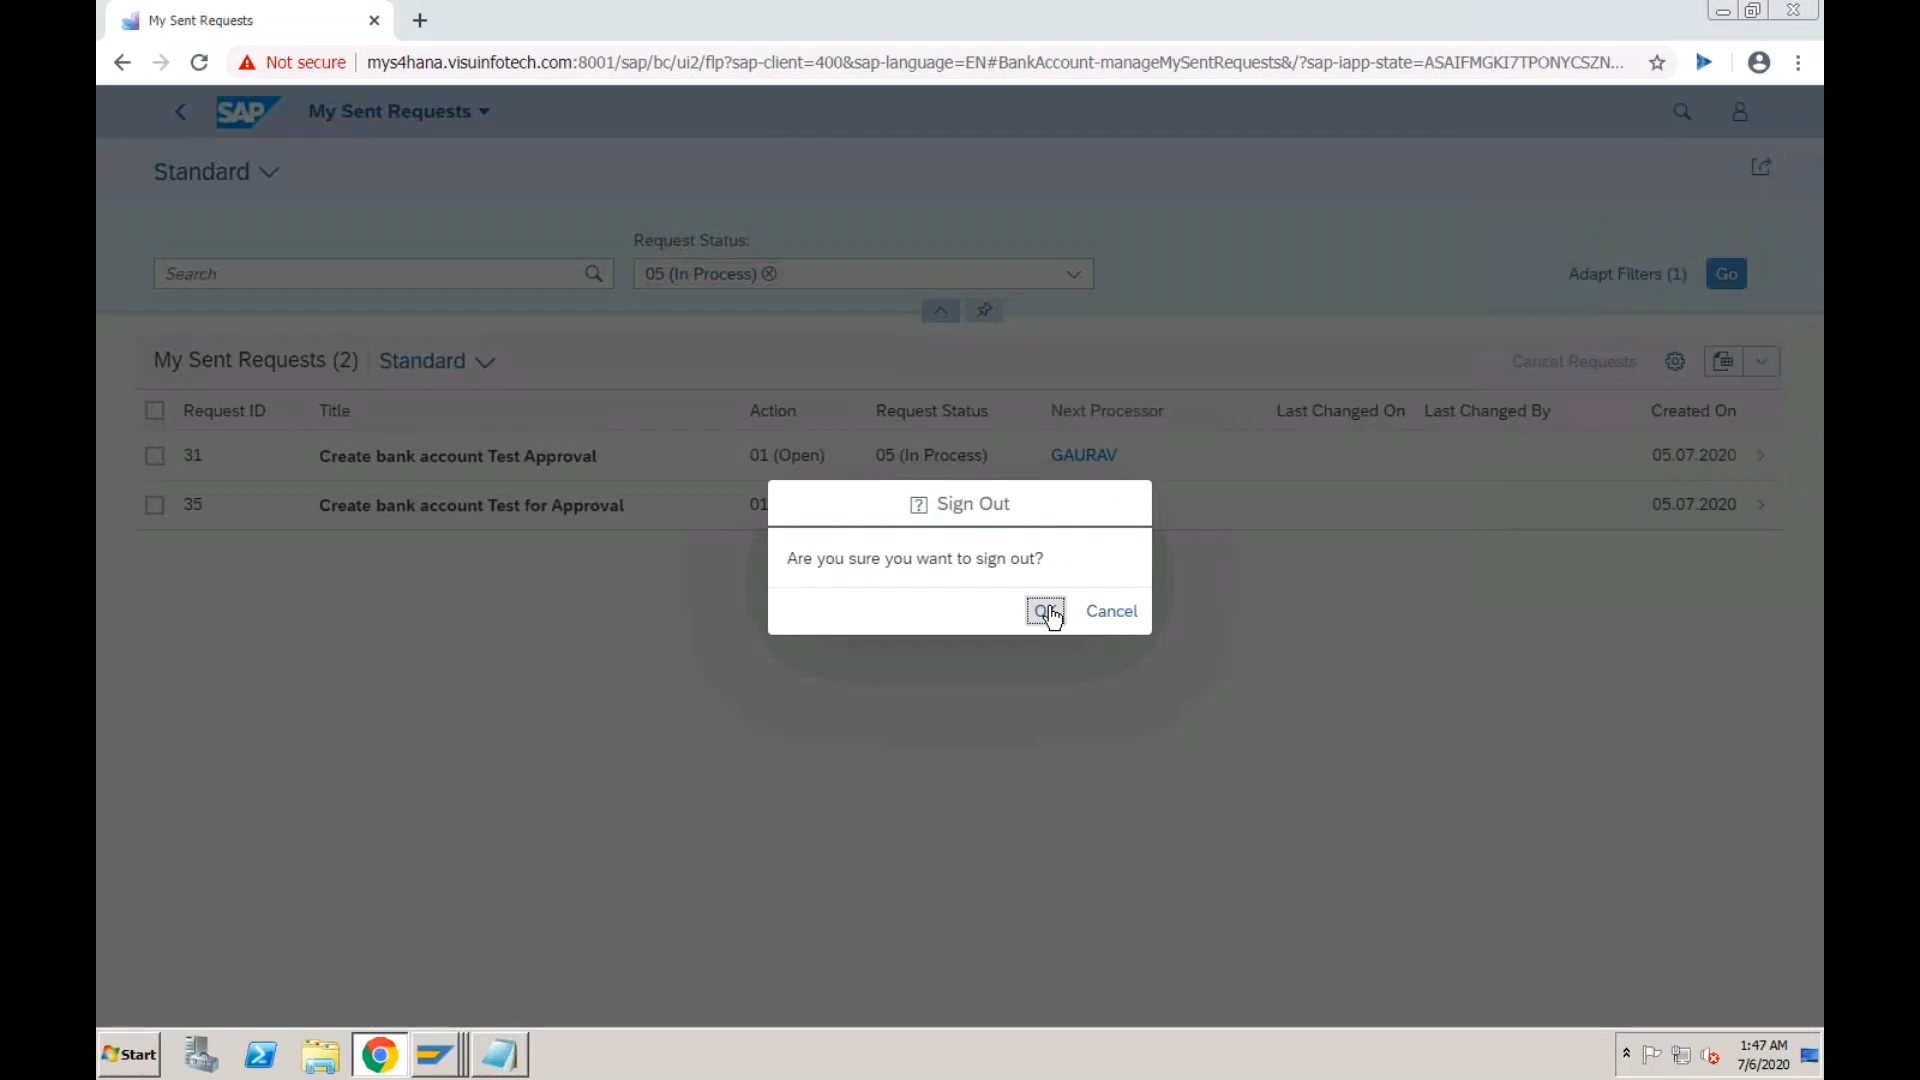 My Sent Requests
Not secure mys4hana.visuinfotech.com:8001/sap/bc/ui2/flp?sap-client=400&sap-language=EN#BankAccount-manageMySentRequests&/?sap-iapp-state=ASAIFMGKI7TPONYCSZN...
SAP My Sent Requests
Standard
Request Status:
Search 05 (In Process) Adapt Filters (1) Go
My Sent Requests (2) Standard Cancel Requests
Request ID Title Action Request Status Next Processor Last Changed On Last Changed By Created On
31 Create bank account Test Approval 01 (Open) 05 (In Process) GAURAV 05.07.2020
35 Create bank account Test for Approval 01 05.07.2020
Sign Out
Are you sure you want to sign out?
Cancel
Start
1:47 AM
7/6/2020